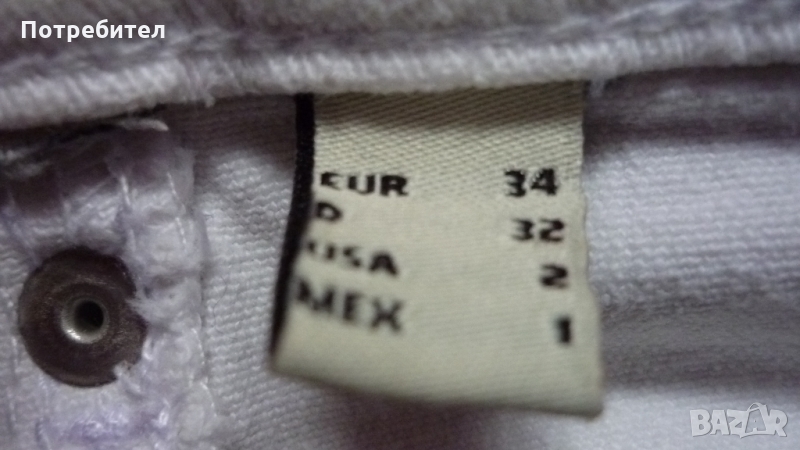 Потребител
EUR 34
D 32
USA 2
MEX 1
BAZAR